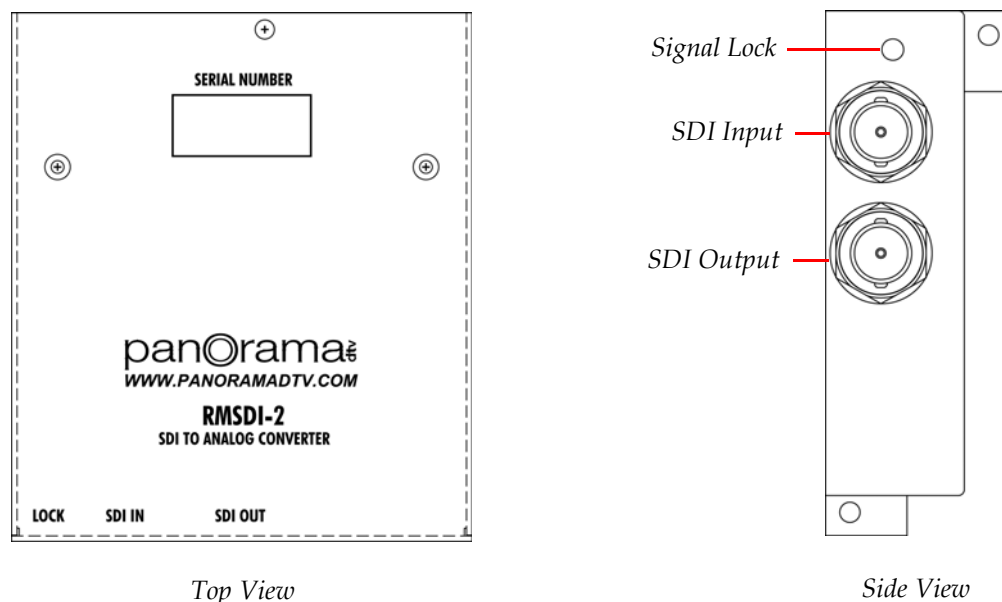 SERIAL NUMBER
panorama dtv
WWW.PANORAMADTV.COM
RMSDI-2
SDI TO ANALOG CONVERTER
LOCK SDI IN SDI OUT
Top View
Signal Lock
SDI Input
SDI Output
Side View